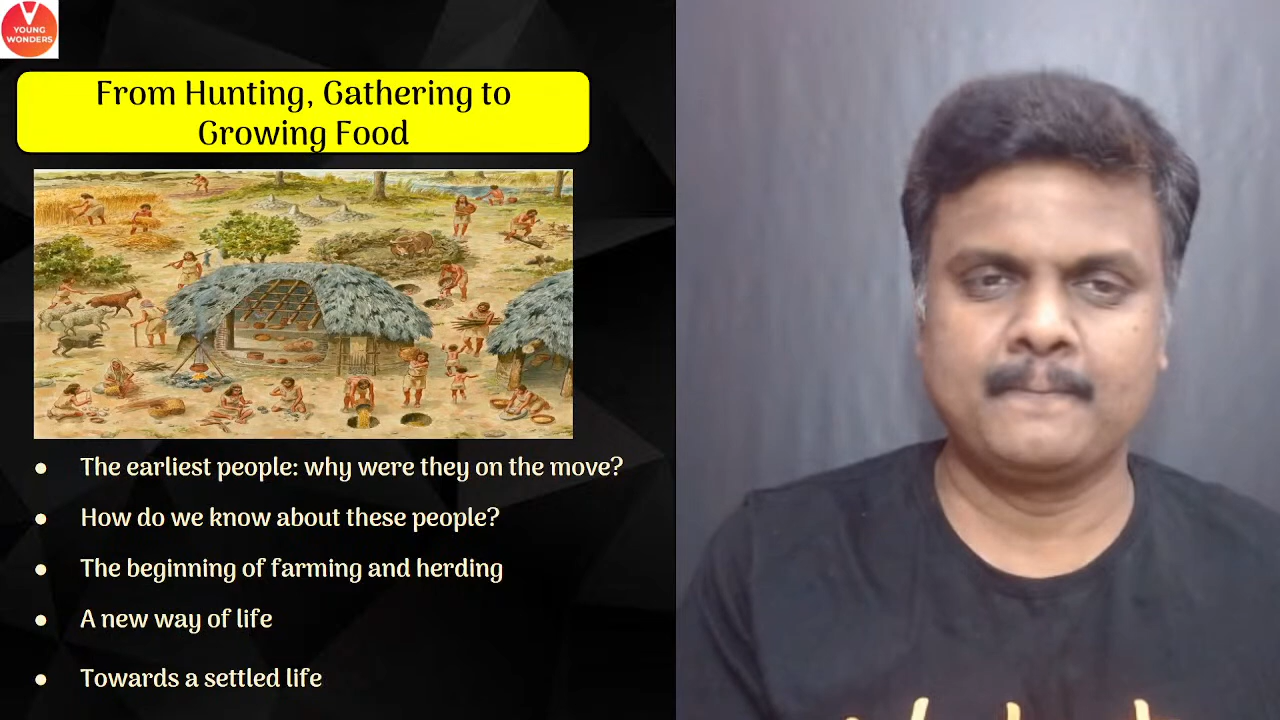 YOUNG
WONDERS
From Hunting, Gathering to
Growing Food
● The earliest people: why were they on the move?
● How do we know about these people?
● The beginning of farming and herding
● A new way of life
● Towards a settled life